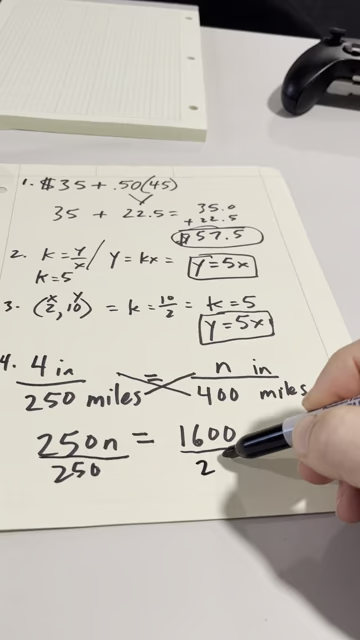 1. $35 + .50(45)
35 + 22.5 = 35.0
+ 22.5
$57.5
2. k = y/x / y = kx = y = 5x
k = 5
3. (2, 10) x y = k = 10/2 = k = 5
y = 5x
4. 4 in = n in
250 miles 400 miles
250n = 1600
250 2